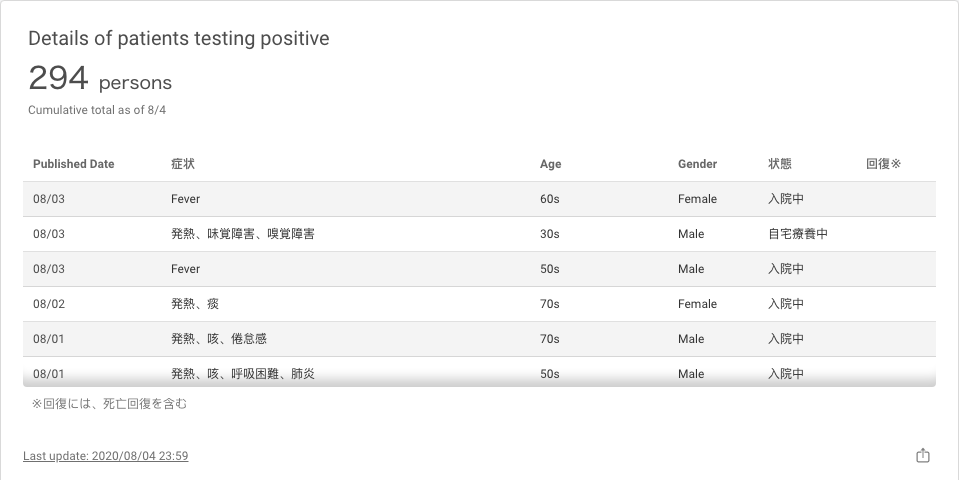 Details of patients testing positive
294 persons
Cumulative total as of 8/4
Published Date 症状 Age Gender 状態 回復※
08/03 Fever 60s Female 入院中
08/03 発熱、味覚障害、嗅覚障害 30s Male 自宅療養中
08/03 Fever 50s Male 入院中
08/02 発熱、痰 70s Female 入院中
08/01 発熱、咳、倦怠感 70s Male 入院中
08/01 発熱、咳、呼吸困難、肺炎 50s Male 入院中
※回復には、死亡回復を含む
Last update: 2020/08/04 23:59